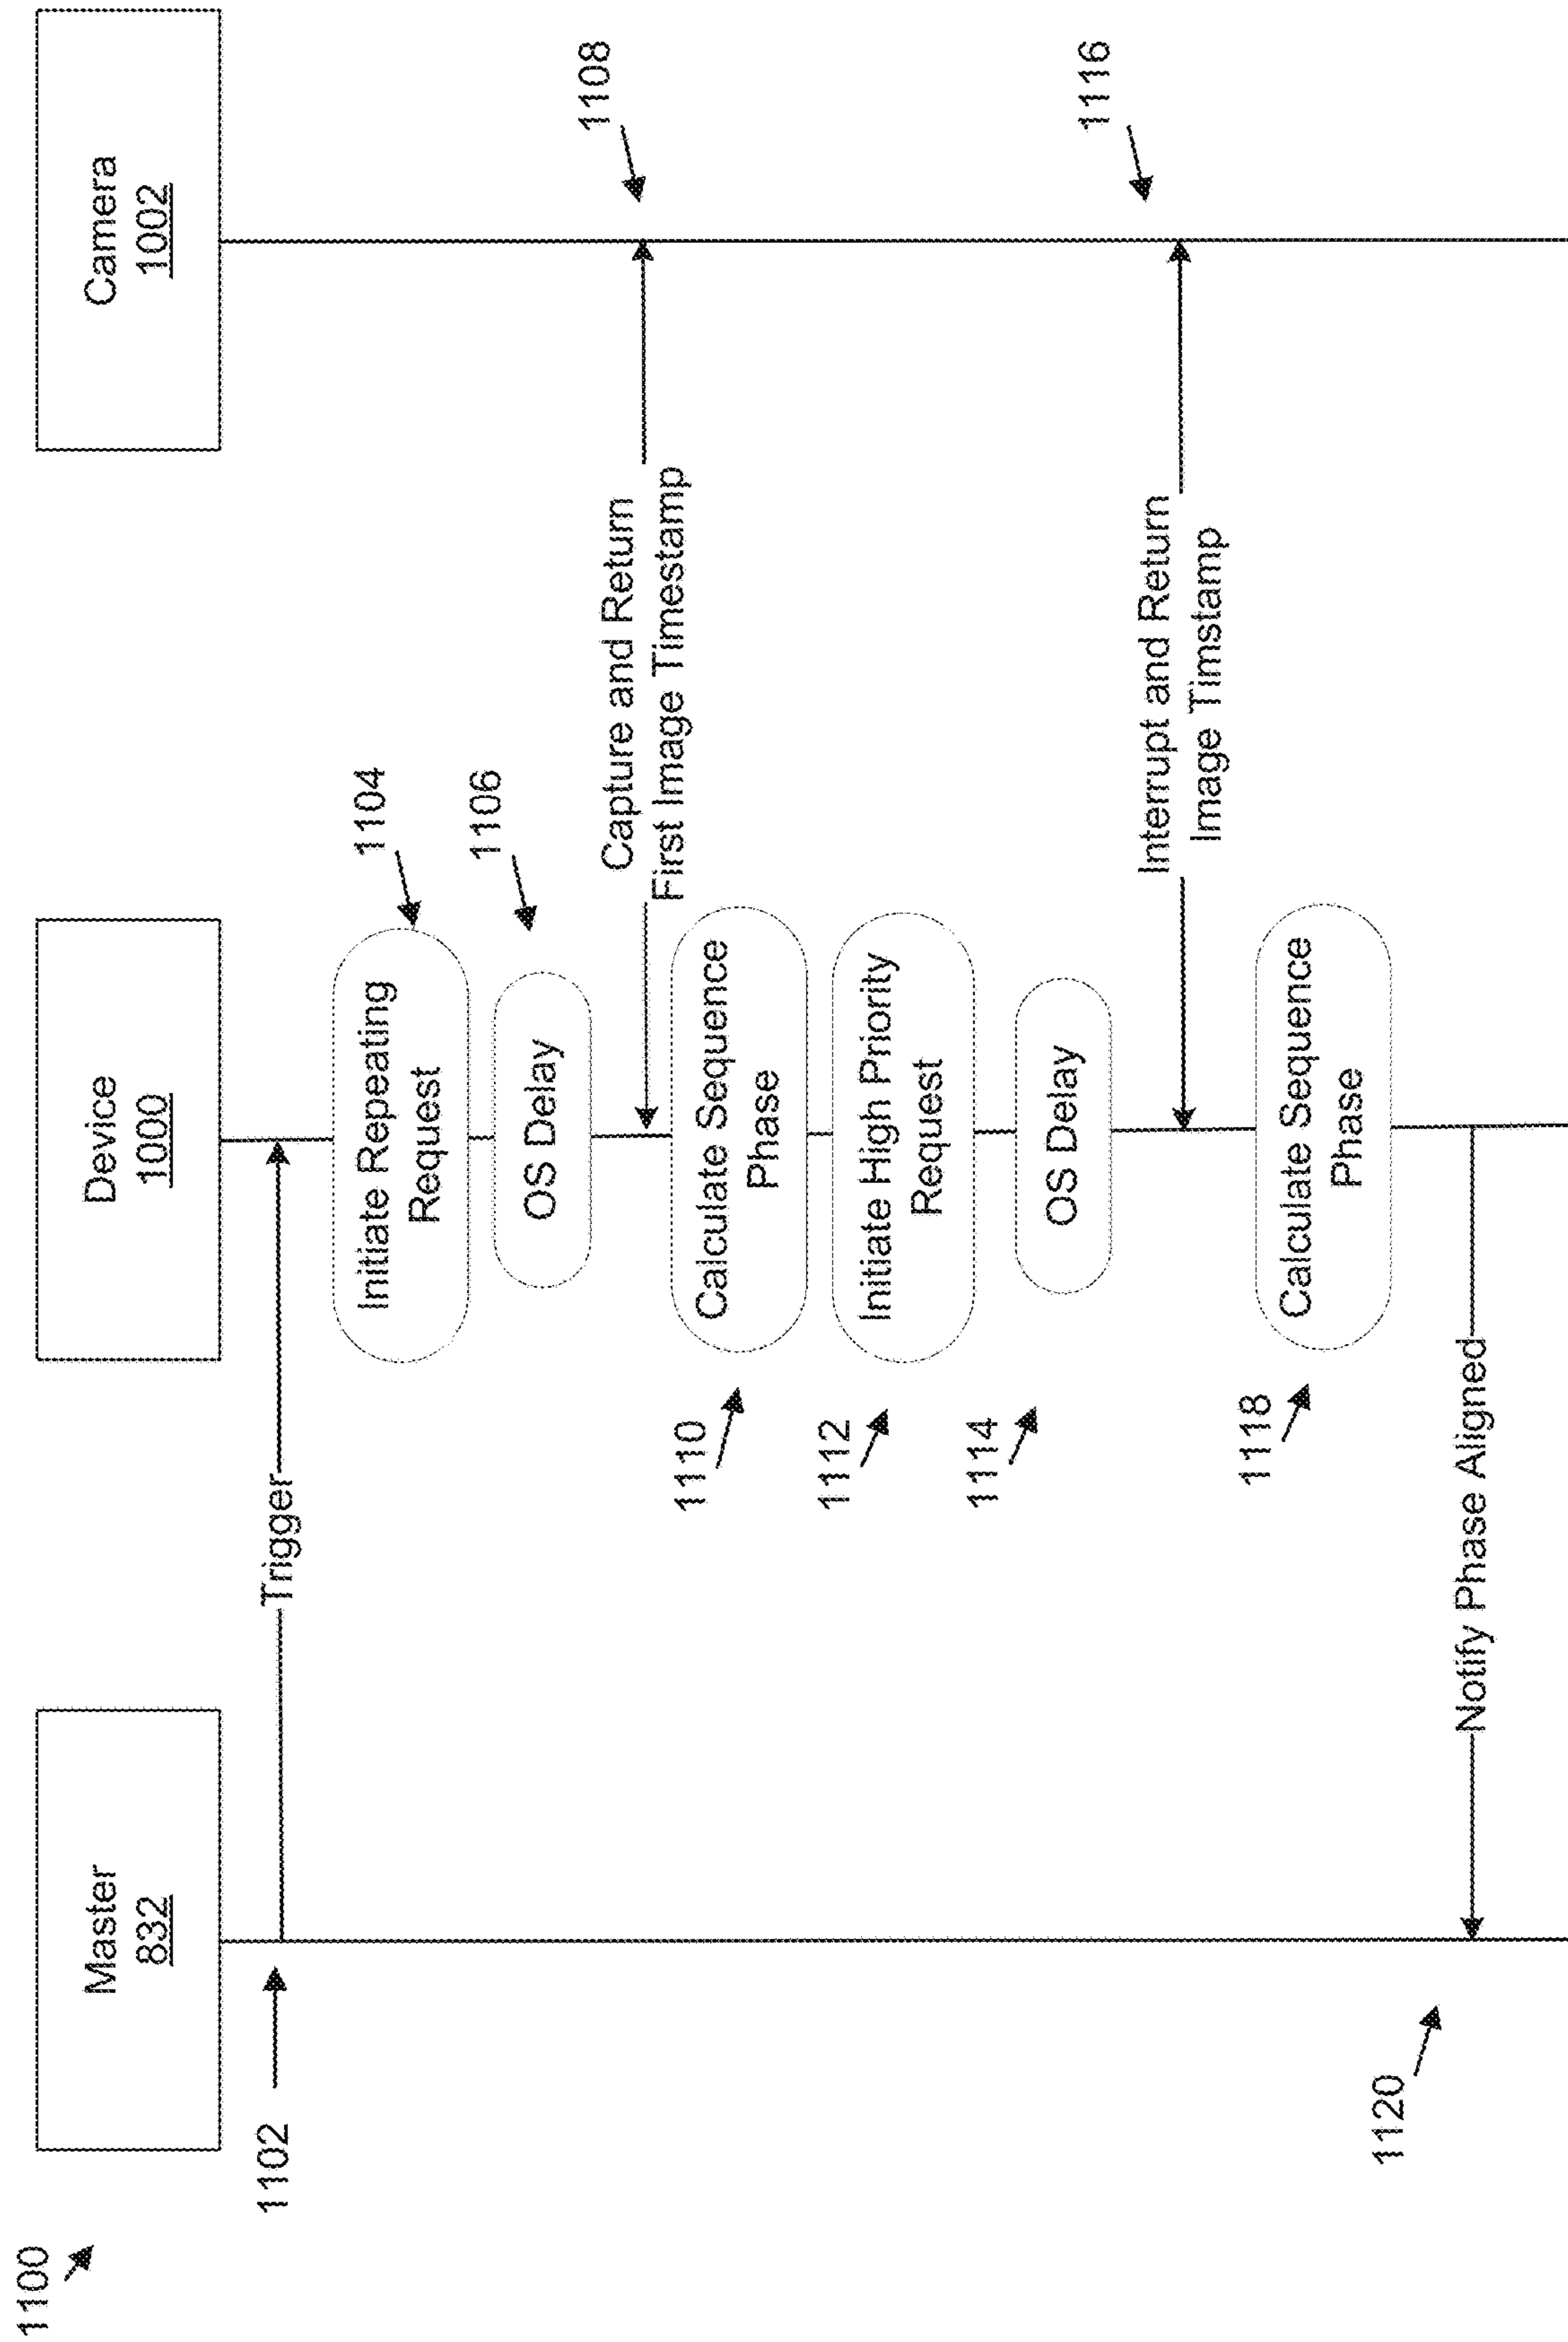 1100
Master
832
Device
1000
Camera
1002
1102
Trigger
Initiate Repeating
Request
1104
OS Delay
1106
Capture and Return
First Image Timestamp
1108
1110
Calculate Sequence
Phase
1112
Initiate High Priority
Request
1114
OS Delay
Interrupt and Return
Image Timstamp
1116
1118
Calculate Sequence
Phase
1120
Notify Phase Aligned